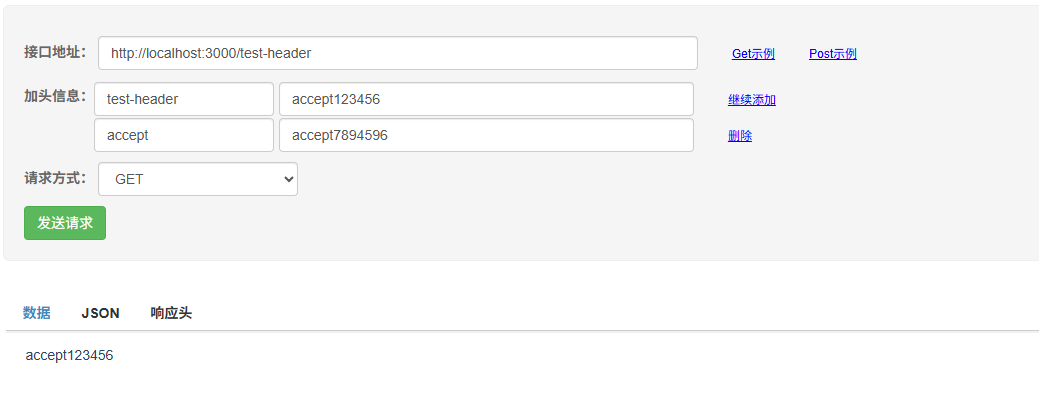 接口地址： http://localhost:3000/test-header Get示例 Post示例
加头信息： test-header accept123456 继续添加
accept accept7894596 删除
请求方式： GET
发送请求
数据 JSON 响应头
accept123456